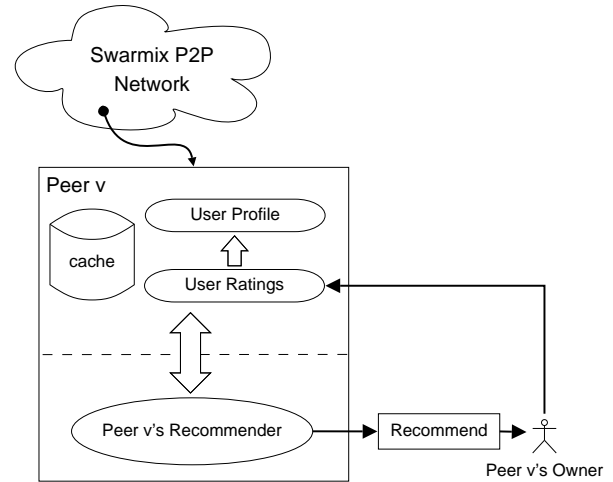 Swarmix P2P
Network
Peer v
User Profile
cache
User Ratings
Peer v's Recommender
Recommend
Peer v's Owner